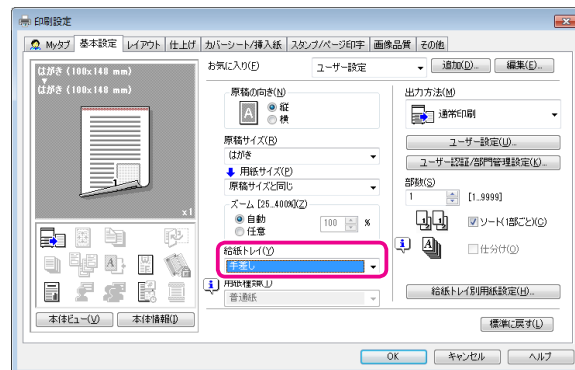 印刷設定
Myタブ 基本設定 レイアウト 仕上げ カバーシート/挿入紙 スタンプ/ページ印字 画像品質 その他
はがき (100x148 mm)
はがき (100x148 mm)
1
x1
本体ビュー(V) 本体情報(I)
お気に入り(F) ユーザー設定 追加(D)... 編集(E)...
原稿の向き(N)
A
縦
横
原稿サイズ(R)
はがき
用紙サイズ(P)
原稿サイズと同じ
ズーム [25..400%](Z)
自動
任意
100 %
給紙トレイ(Y)
手差し
用紙種類(J)
普通紙
出力方法(M)
通常印刷
ユーザー設定(U)...
ユーザー認証/部門管理設定(K)...
部数(S)
1 [1..9999]
ソート(1部ごと)(C)
仕分け(O)
給紙トレイ別用紙設定(H)...
標準に戻す(L)
OK キャンセル ヘルプ